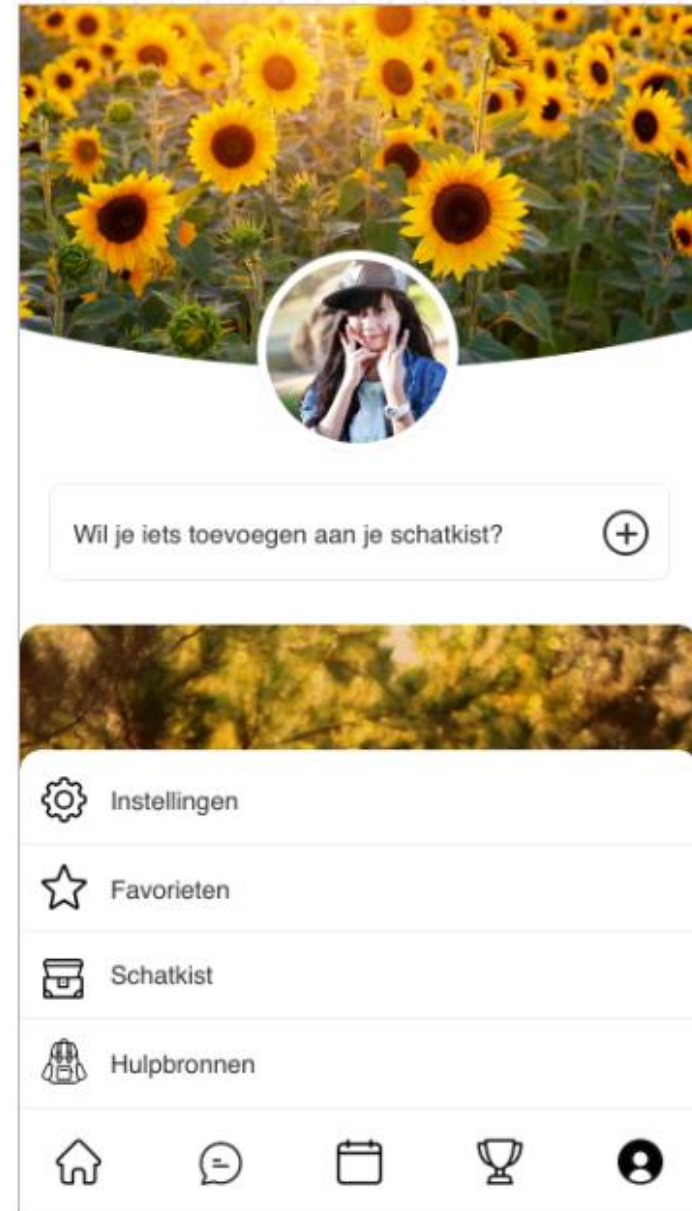 Wil je iets toevoegen aan je schatkist?
Instellingen
Favorieten
Schatkist
Hulpbronnen